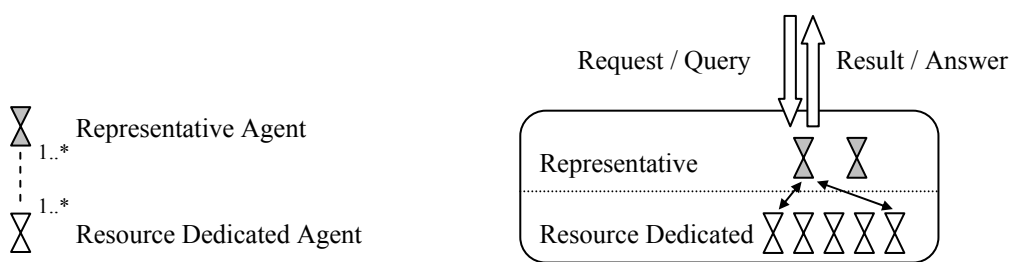 Representative Agent
1..*
1..*
Resource Dedicated Agent
Request / Query
Result / Answer
Representative
Resource Dedicated